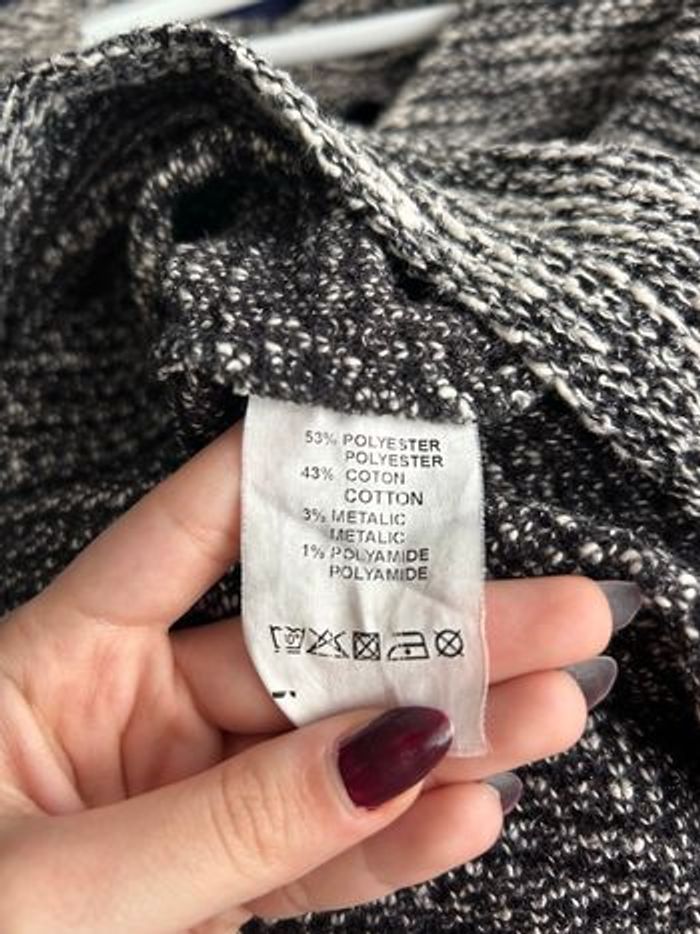 53% POLYESTER
POLYESTER
43% COTON
COTTON
3% METALIC
METALIC
1% POLYAMIDE
POLYAMIDE